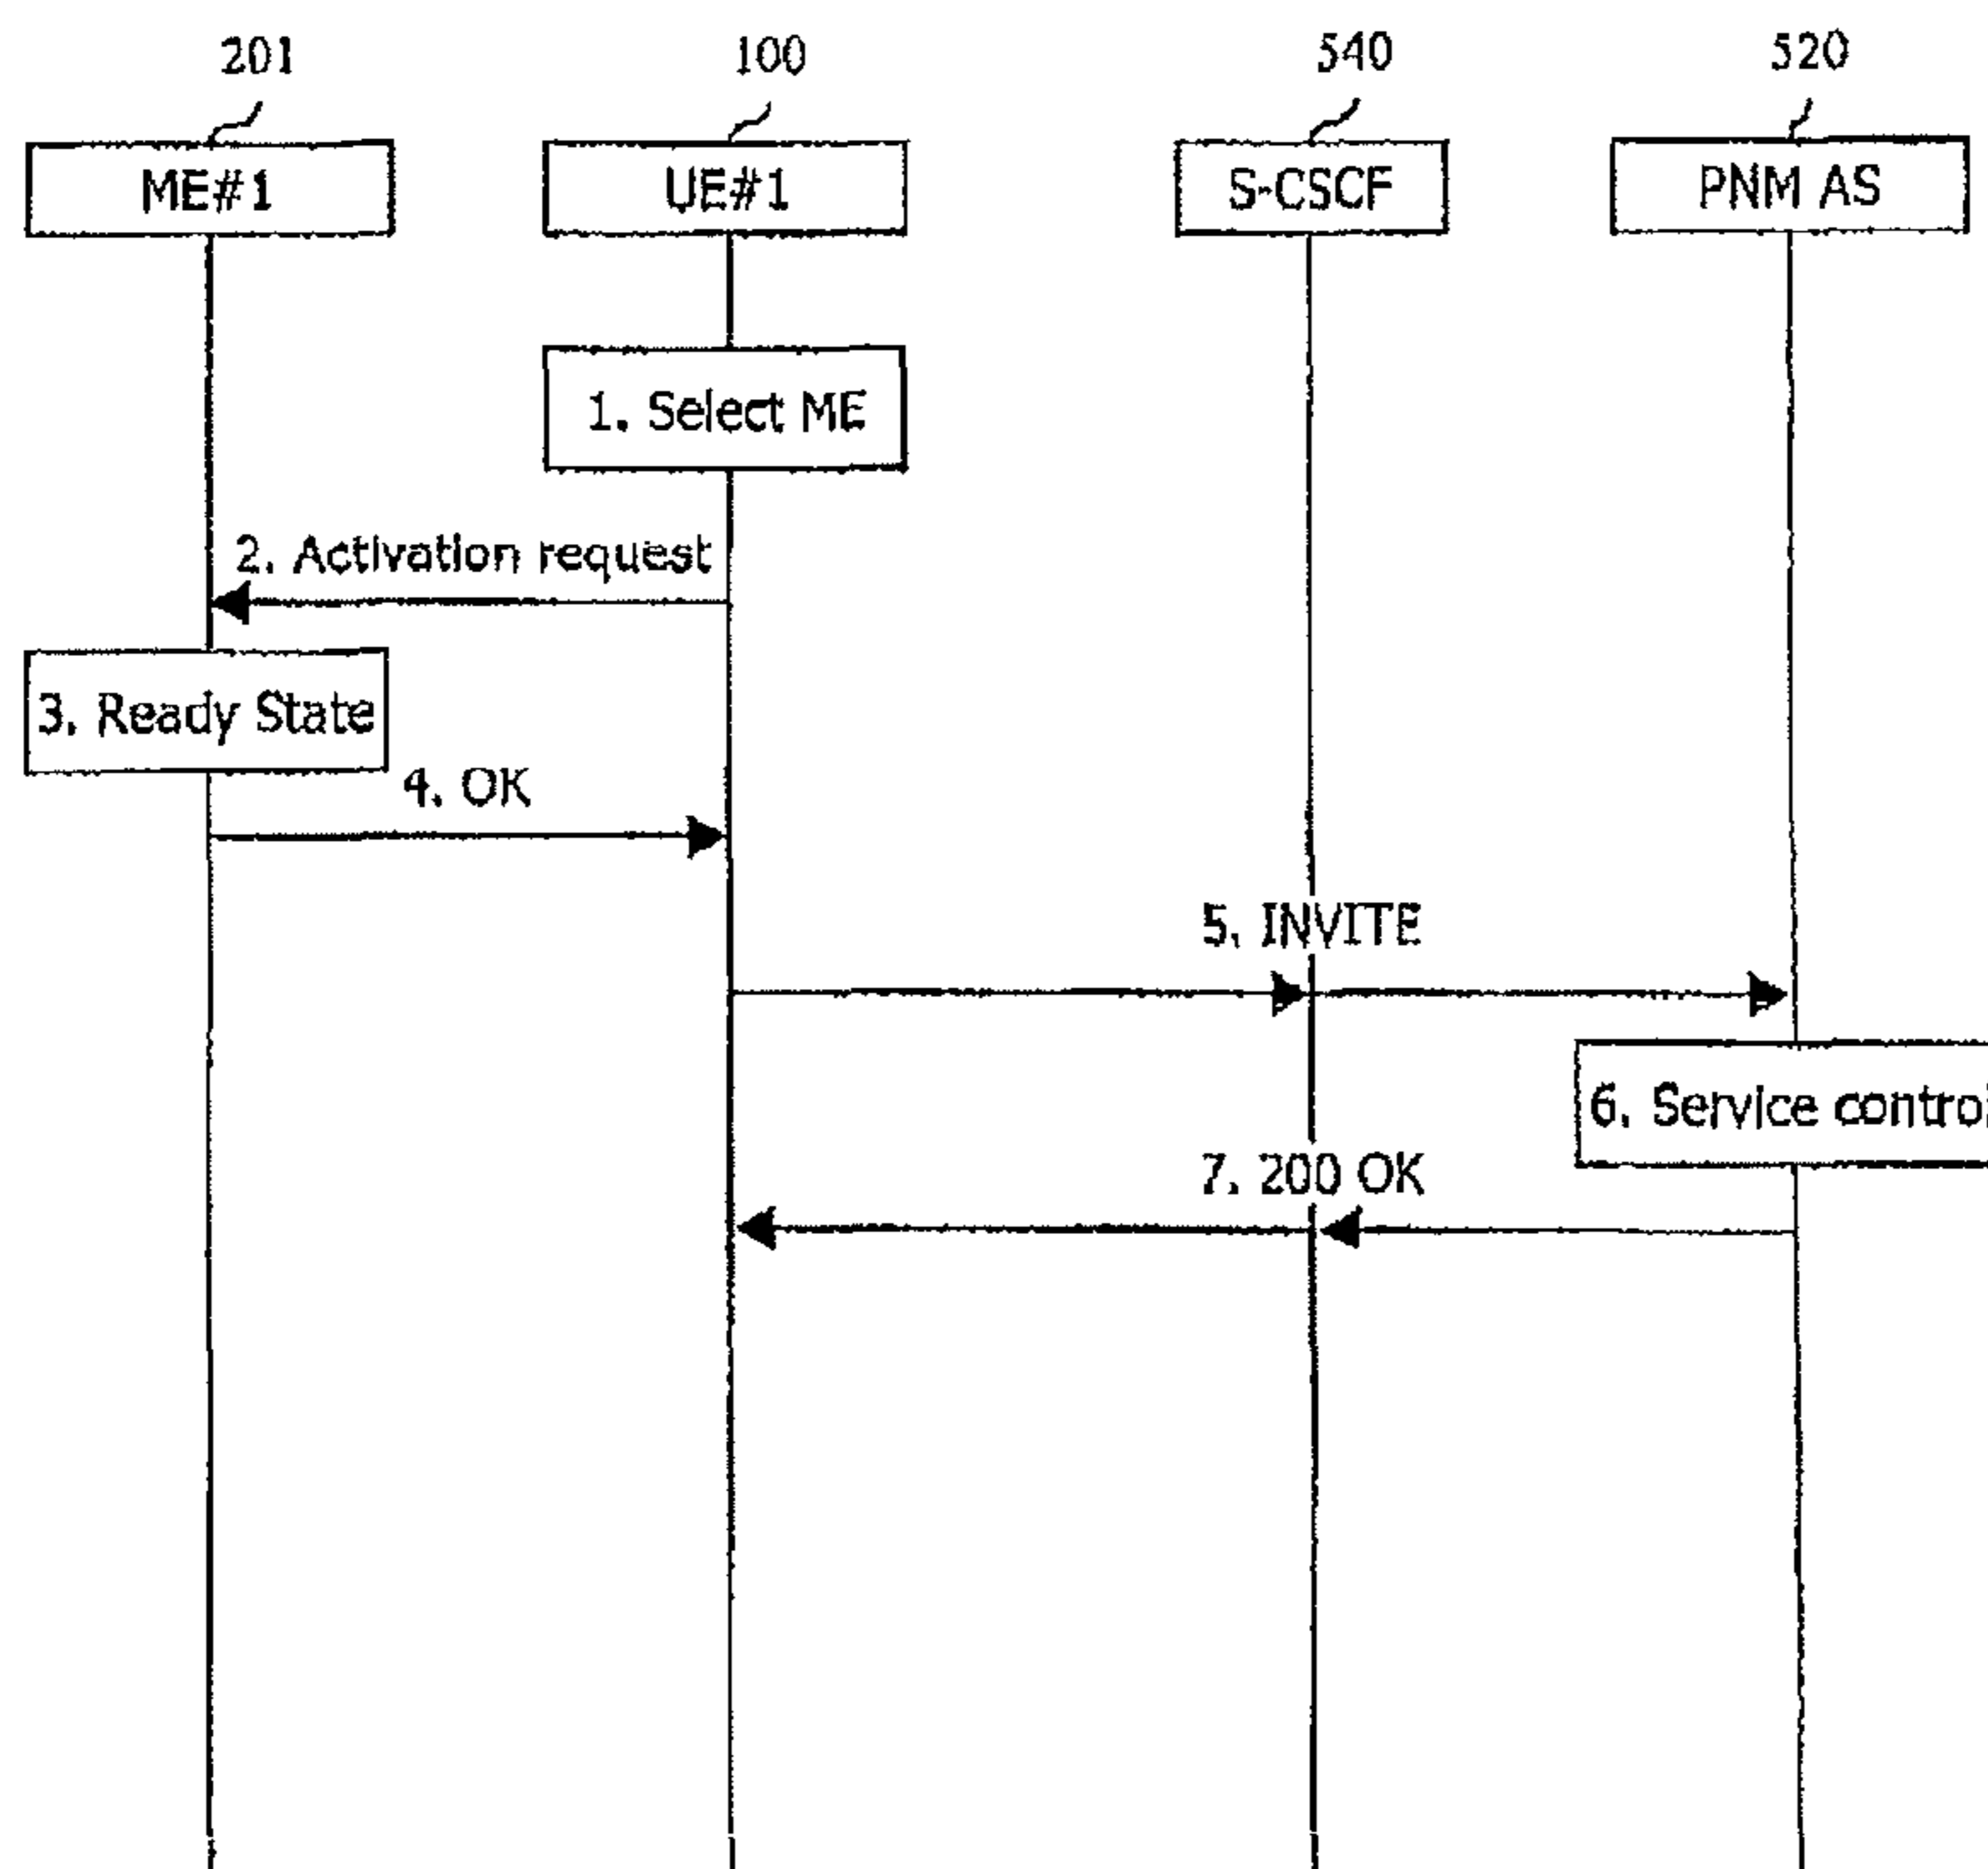 201 100 540 520
ME#1 UE#1 S-CSCF PNM AS
1. Select ME
2. Activation request
3. Ready State
4. OK
5. INVITE
6. Service control
7. 200 OK